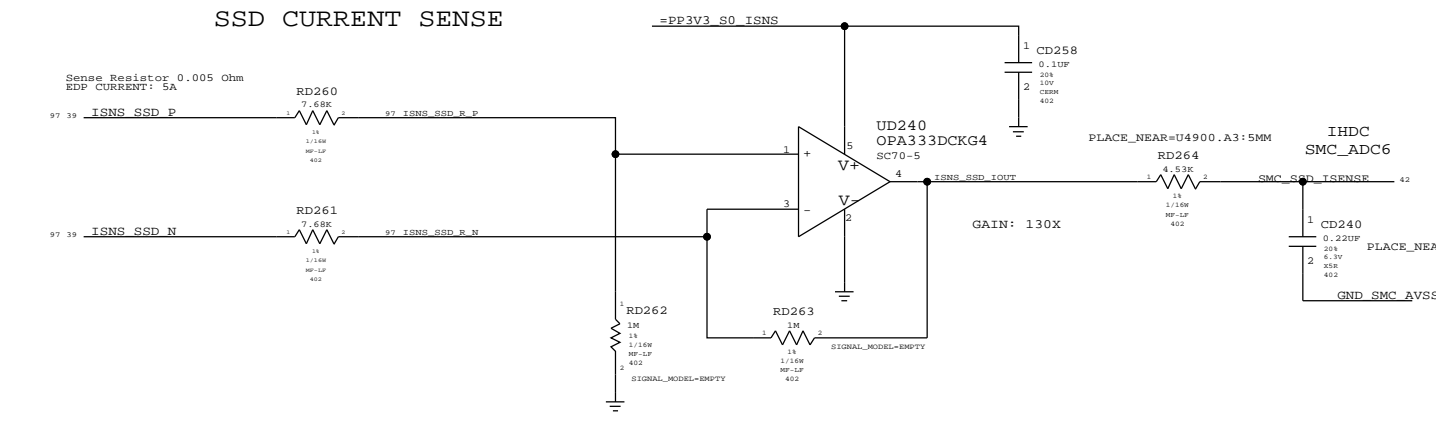 SSD CURRENT SENSE
=PP3V3_S0_ISNS
1
CD258
0.1UF
20%
10V
CERM
402
2
Sense Resistor 0.005 Ohm
EDP CURRENT: 5A
97 39
ISNS_SSD_P
RD260
7.68K
1
2
1%
1/16W
MF-LF
402
97
ISNS_SSD_R_P
UD240
OPA333DCKG4
SC70-5
1
+
5
V+
4
3
-
V-
2
ISNS_SSD_IOUT
GAIN: 130X
PLACE_NEAR=U4900.A3:5MM
RD264
4.53K
1
2
1%
1/16W
MF-LF
402
IHDC
SMC_ADC6
SMC_SSD_ISENSE
42
1
CD240
0.22UF
20%
6.3V
X5R
402
2
PLACE_NEA
GND_SMC_AVSS
97 39
ISNS_SSD_N
RD261
7.68K
1
2
1%
1/16W
MF-LF
402
97
ISNS_SSD_R_N
1
RD262
1M
1%
1/16W
MF-LF
402
2
SIGNAL_MODEL=EMPTY
RD263
1M
1
2
1%
1/16W
MF-LF
402
SIGNAL_MODEL=EMPTY